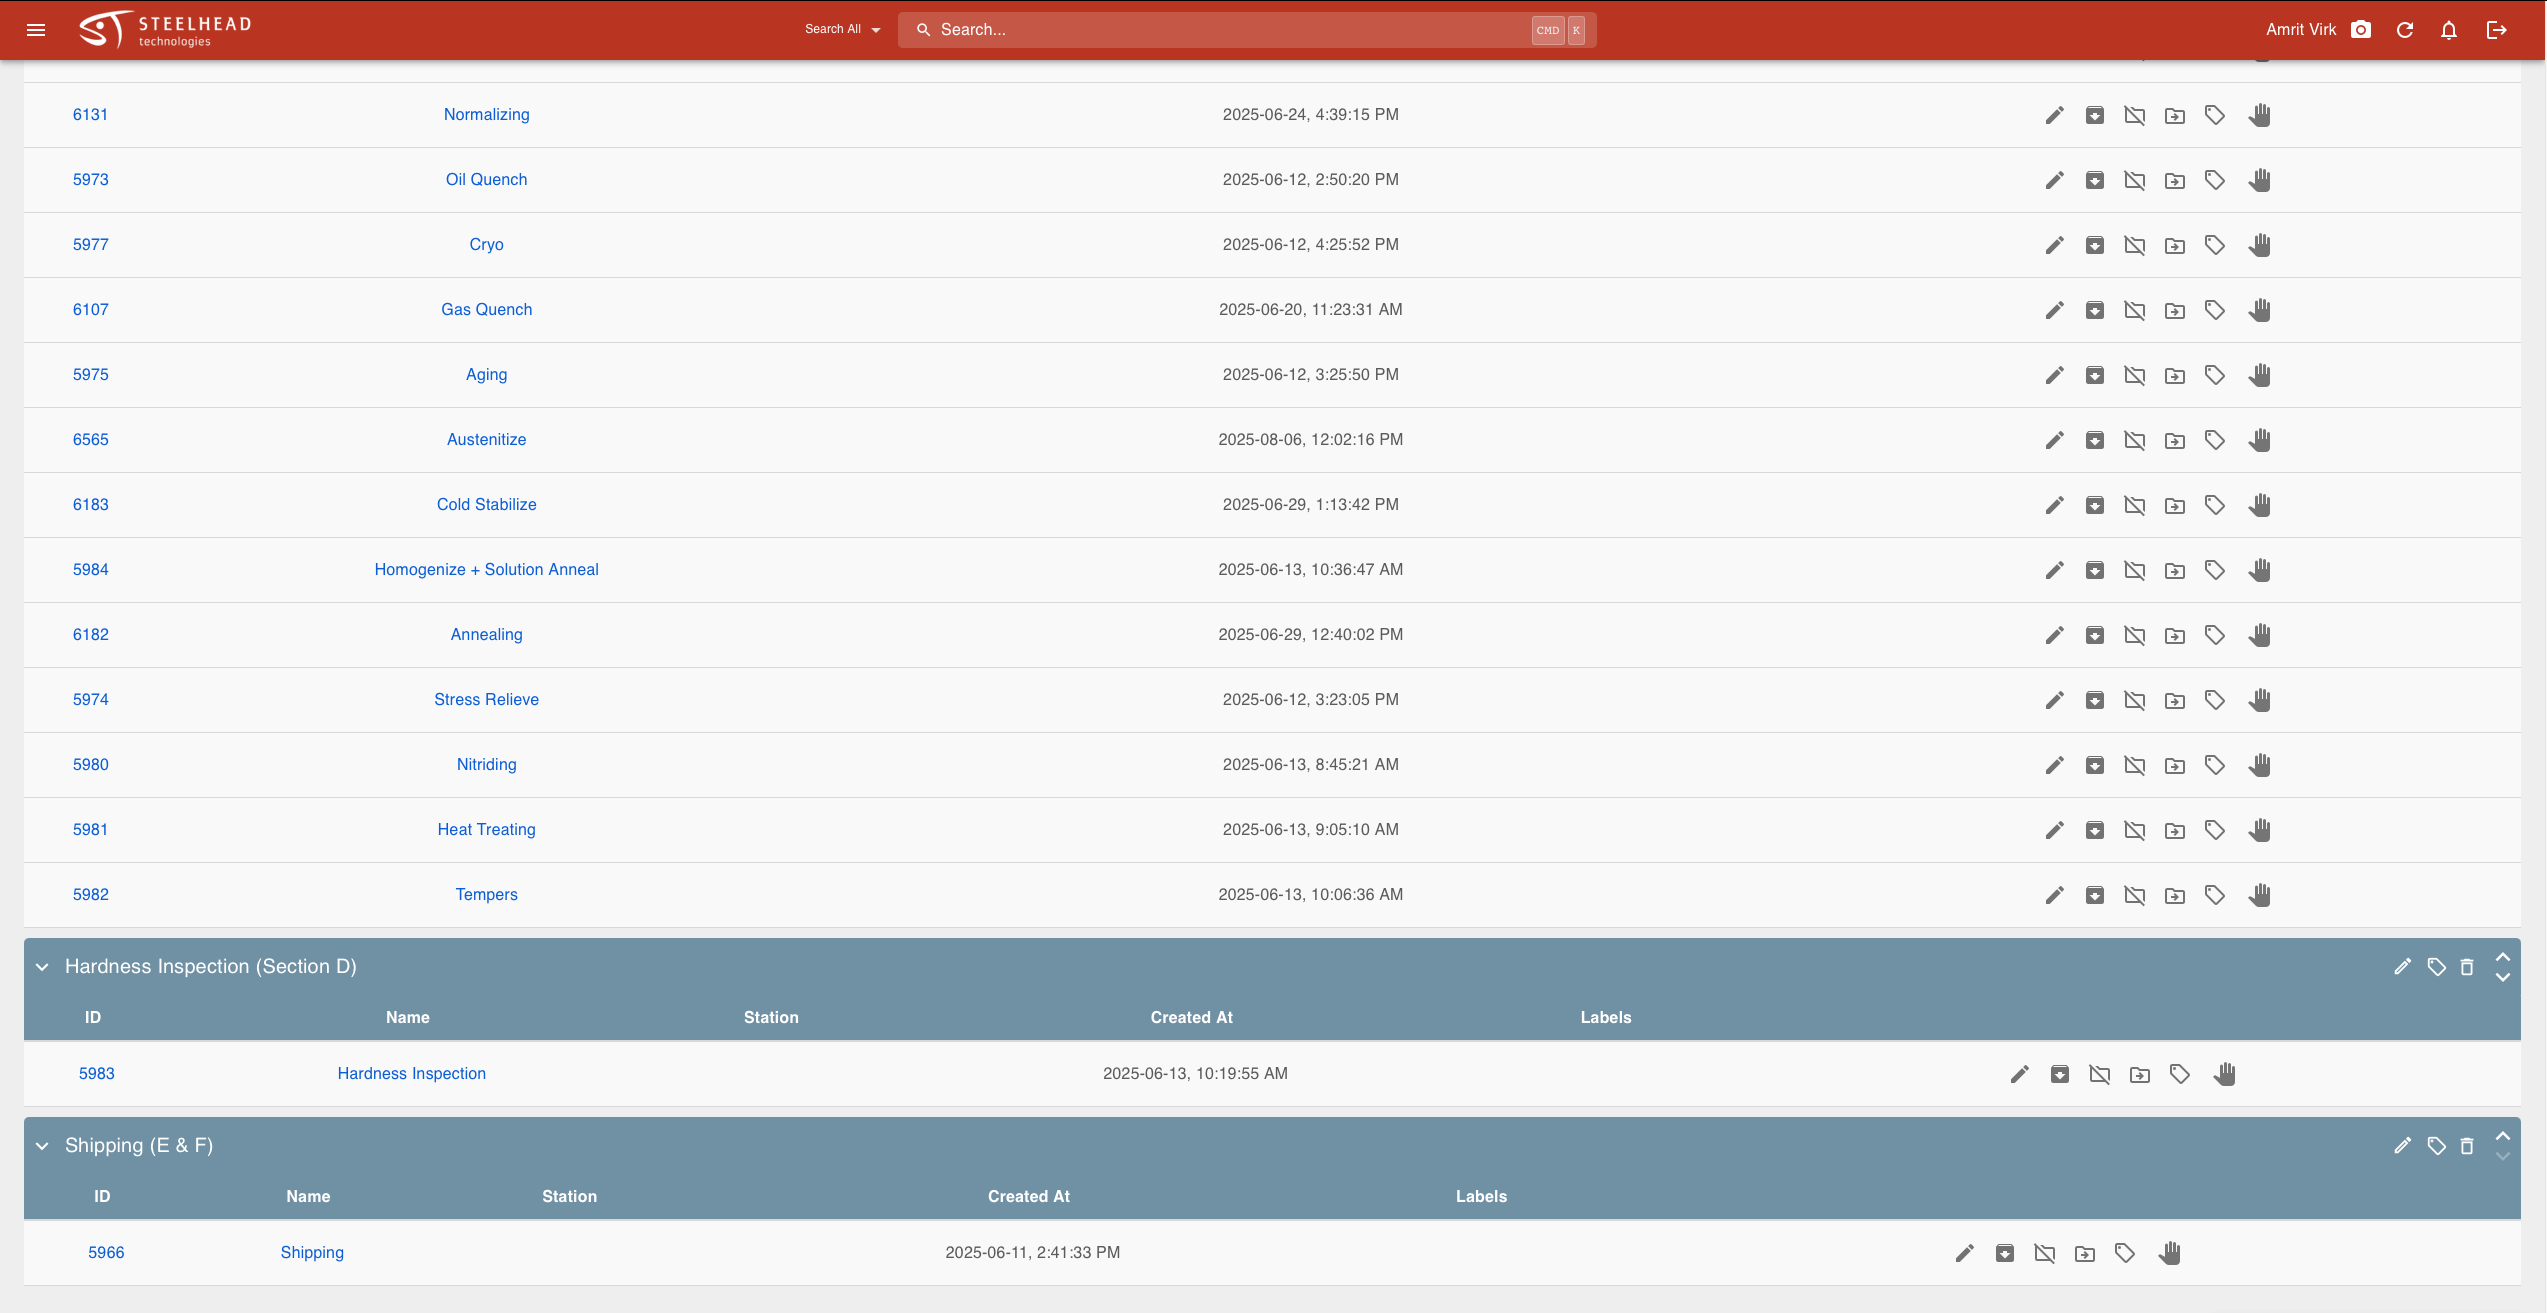 STEELHEAD
technologies
Search All
Search...
CMD K
Amrit Virk
6131 Normalizing 2025-06-24, 4:39:15 PM
5973 Oil Quench 2025-06-12, 2:50:20 PM
5977 Cryo 2025-06-12, 4:25:52 PM
6107 Gas Quench 2025-06-20, 11:23:31 AM
5975 Aging 2025-06-12, 3:25:50 PM
6565 Austenitize 2025-08-06, 12:02:16 PM
6183 Cold Stabilize 2025-06-29, 1:13:42 PM
5984 Homogenize + Solution Anneal 2025-06-13, 10:36:47 AM
6182 Annealing 2025-06-29, 12:40:02 PM
5974 Stress Relieve 2025-06-12, 3:23:05 PM
5980 Nitriding 2025-06-13, 8:45:21 AM
5981 Heat Treating 2025-06-13, 9:05:10 AM
5982 Tempers 2025-06-13, 10:06:36 AM
Hardness Inspection (Section D)
ID Name Station Created At Labels
5983 Hardness Inspection 2025-06-13, 10:19:55 AM
Shipping (E & F)
ID Name Station Created At Labels
5966 Shipping 2025-06-11, 2:41:33 PM